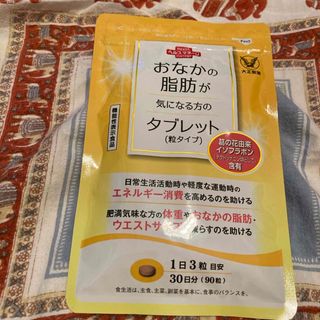 ヘルスマネージ
おなかの
脂肪が
気になる方の
タブレット
(粒タイプ)
大正製薬
機能性表示食品
葛の花由来
イソフラボン
含有
日常生活活動時や軽度な運動時の
エネルギー消費を高めるのを助ける
肥満気味な方の体重やおなかの脂肪・
ウエストサイズを減らすのを助ける
1日3粒目安
30日分(90粒)
食生活は、主食、主菜、副菜を基本に、食事のバランスを。